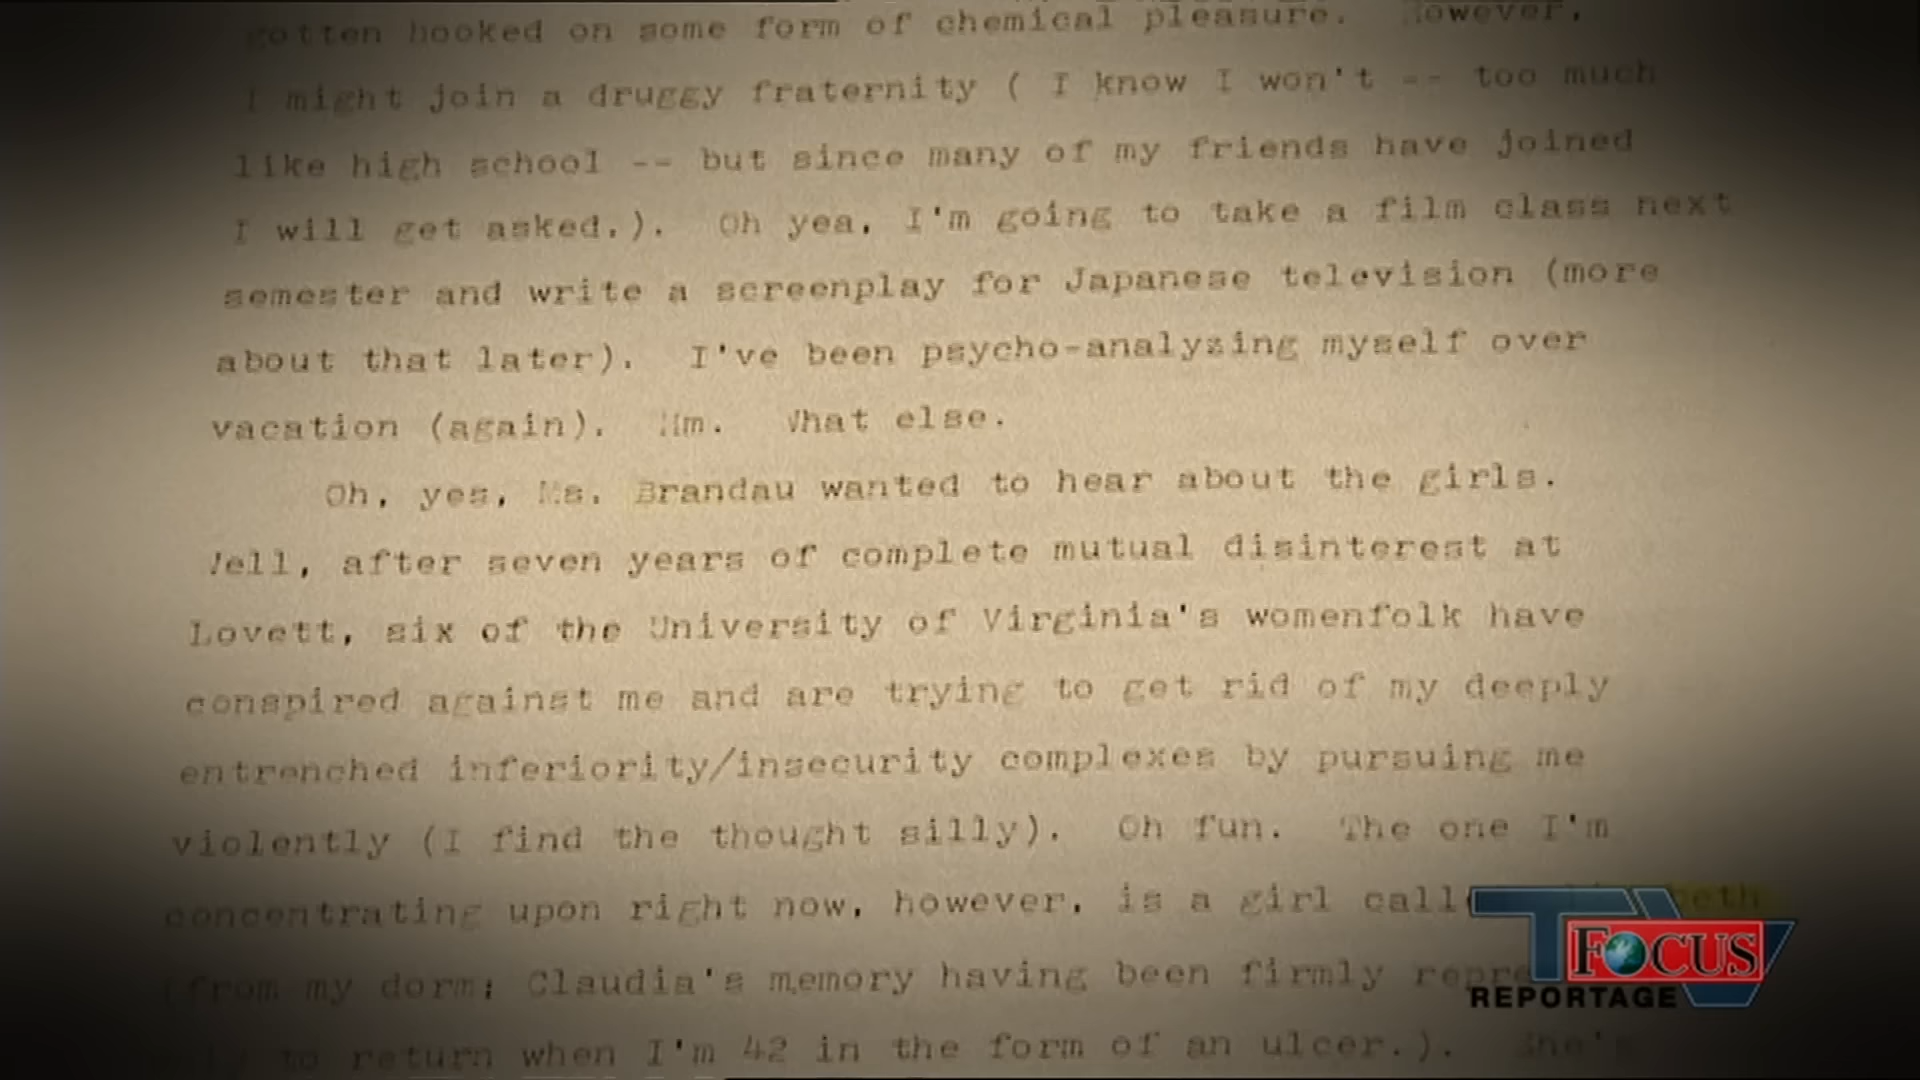 gotten hooked on some form of chemical pleasure. However,
I might join a druggy fraternity ( I know I won't -- too much
like high school -- but since many of my friends have joined
I will get asked.). Oh yea, I'm going to take a film class next
semester and write a screenplay for Japanese television (more
about that later). I've been psycho-analyzing myself over
vacation (again). Mm. What else.
Oh, yes, Ms. Brandau wanted to hear about the girls.
Well, after seven years of complete mutual disinterest at
Lovett, six of the University of Virginia's womenfolk have
conspired against me and are trying to get rid of my deeply
entrenched inferiority/insecurity complexes by pursuing me
violently (I find the thought silly). Oh fun. The one I'm
concentrating upon right now, however, is a girl
(from my dorm; Claudia's memory having been firmly
to return when I'm 42 in the form of an ulcer.). She's
TV
FOCUS
REPORTAGE